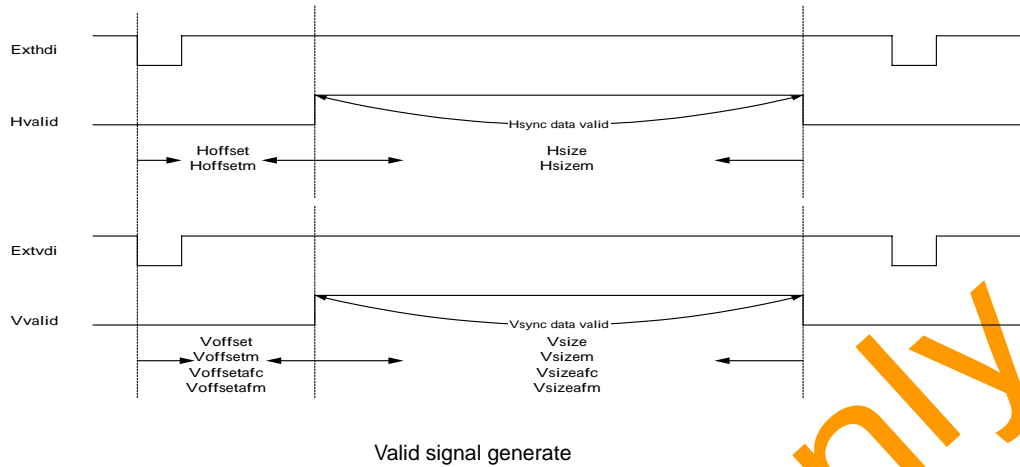 Exthdi
Hvalid
Hsync data valid
Hoffset
Hoffsetm
Hsize
Hsizem
Extvdi
Vvalid
Vsync data valid
Voffset
Voffsetm
Voffsetafc
Voffsetafm
Vsize
Vsizem
Vsizeafc
Vsizeafm
Valid signal generate
nly